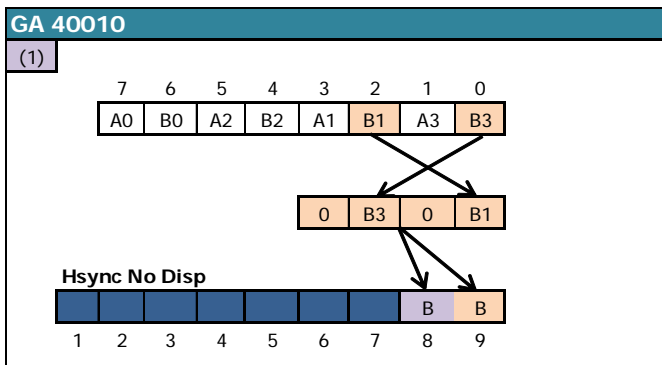 GA 40010
(1)
7 6 5 4 3 2 1 0
A0 B0 A2 B2 A1 B1 A3 B3
0 B3 0 B1
Hsync No Disp
B B
1 2 3 4 5 6 7 8 9